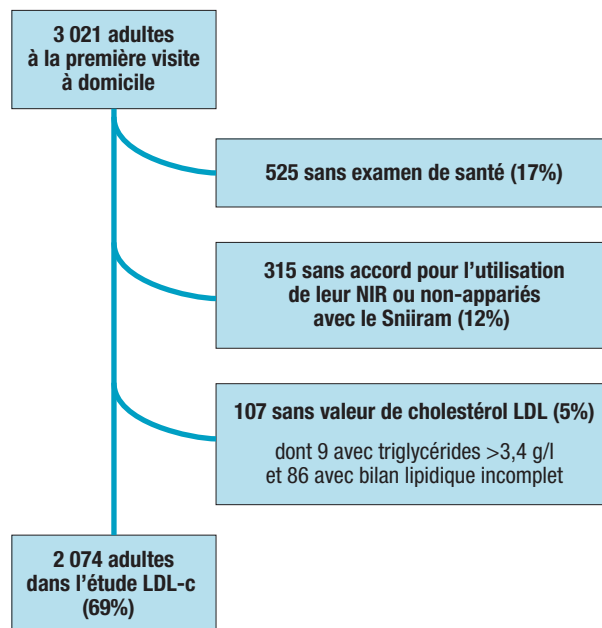 3 021 adultes
à la première visite
à domicile
525 sans examen de santé (17%)
315 sans accord pour l’utilisation
de leur NIR ou non-appariés
avec le Sniiram (12%)
107 sans valeur de cholestérol LDL (5%)
dont 9 avec triglycérides >3,4 g/l
et 86 avec bilan lipidique incomplet
2 074 adultes
dans l’étude LDL-c
(69%)